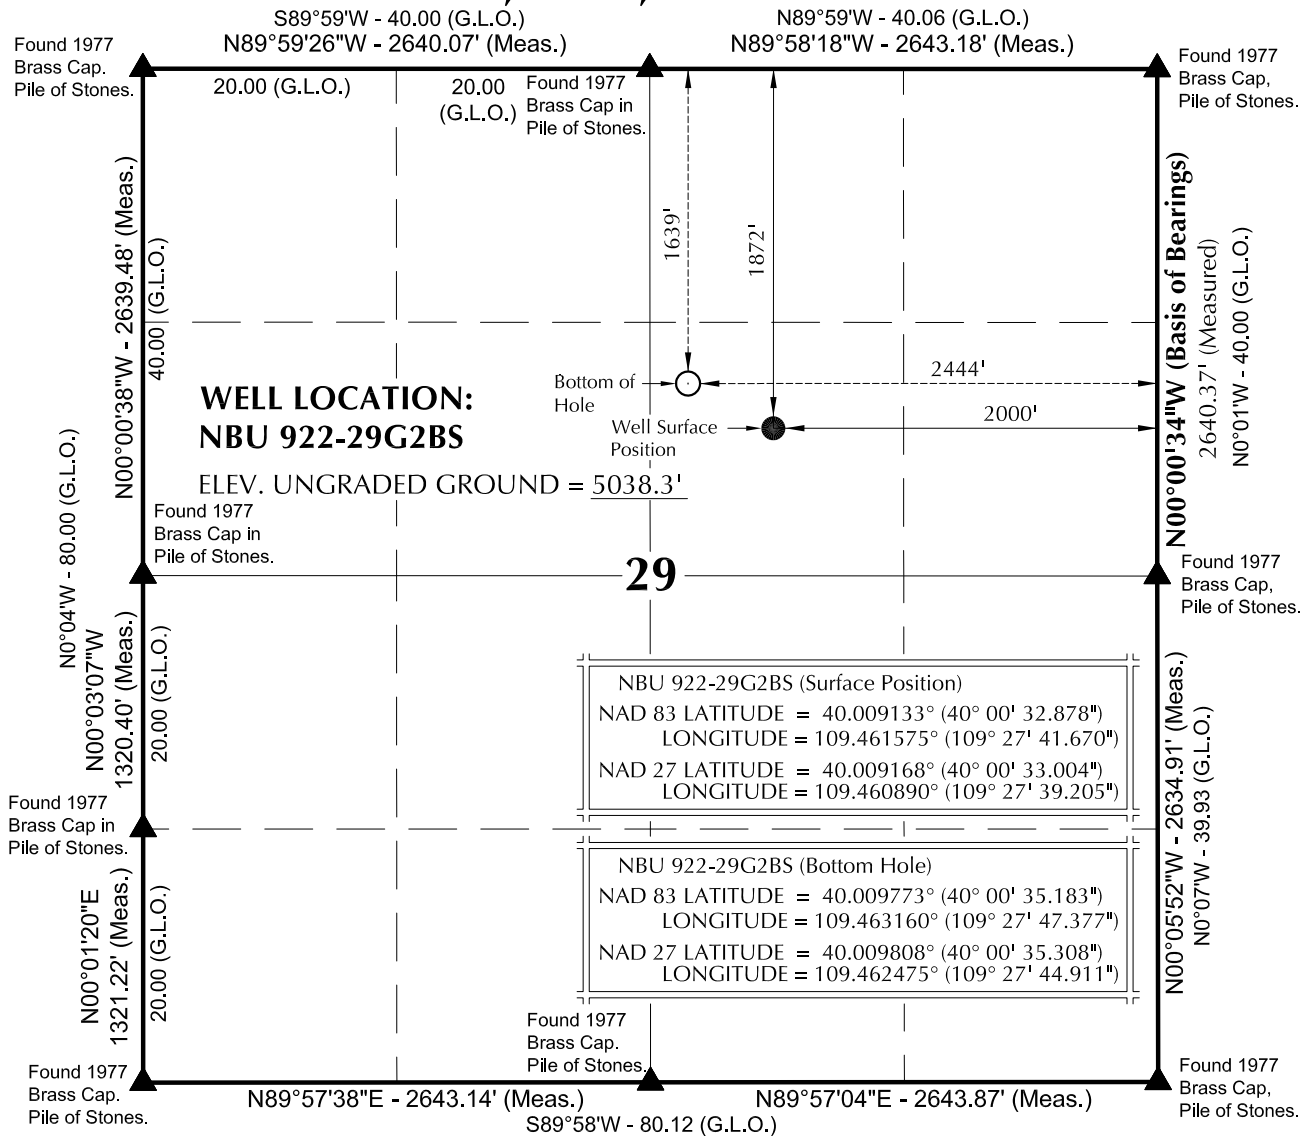 S89°59'W - 40.00 (G.L.O.)
N89°59'26"W - 2640.07' (Meas.)
N89°59'W - 40.06 (G.L.O.)
N89°58'18"W - 2643.18' (Meas.)
Found 1977
Brass Cap.
Pile of Stones.
20.00 (G.L.O.)
20.00
(G.L.O.)
Found 1977
Brass Cap in
Pile of Stones.
Found 1977
Brass Cap,
Pile of Stones.
N00°00'38"W - 2639.48' (Meas.)
40.00 (G.L.O.)
1639'
1872'
N00°00'34"W (Basis of Bearings)
2640.37' (Measured)
N0°01'W - 40.00 (G.L.O.)
WELL LOCATION:
NBU 922-29G2BS
ELEV. UNGRADED GROUND = 5038.3'
Bottom of
Hole
2444'
Well Surface
Position
2000'
N0°04'W - 80.00 (G.L.O.)
Found 1977
Brass Cap in
Pile of Stones.
29
Found 1977
Brass Cap,
Pile of Stones.
N00°03'07"W
1320.40' (Meas.)
20.00 (G.L.O.)
NBU 922-29G2BS (Surface Position)
NAD 83 LATITUDE = 40.009133° (40° 00' 32.878")
LONGITUDE = 109.461575° (109° 27' 41.670")
NAD 27 LATITUDE = 40.009168° (40° 00' 33.004")
LONGITUDE = 109.460890° (109° 27' 39.205")
N00°05'52"W - 2634.91' (Meas.)
N0°07'W - 39.93 (G.L.O.)
Found 1977
Brass Cap in
Pile of Stones.
NBU 922-29G2BS (Bottom Hole)
NAD 83 LATITUDE = 40.009773° (40° 00' 35.183")
LONGITUDE = 109.463160° (109° 27' 47.377")
NAD 27 LATITUDE = 40.009808° (40° 00' 35.308")
LONGITUDE = 109.462475° (109° 27' 44.911")
N00°01'20"E
1321.22' (Meas.)
20.00 (G.L.O.)
Found 1977
Brass Cap.
Pile of Stones.
Found 1977
Brass Cap.
Pile of Stones.
Found 1977
Brass Cap,
Pile of Stones.
N89°57'38"E - 2643.14' (Meas.)
N89°57'04"E - 2643.87' (Meas.)
S89°58'W - 80.12 (G.L.O.)